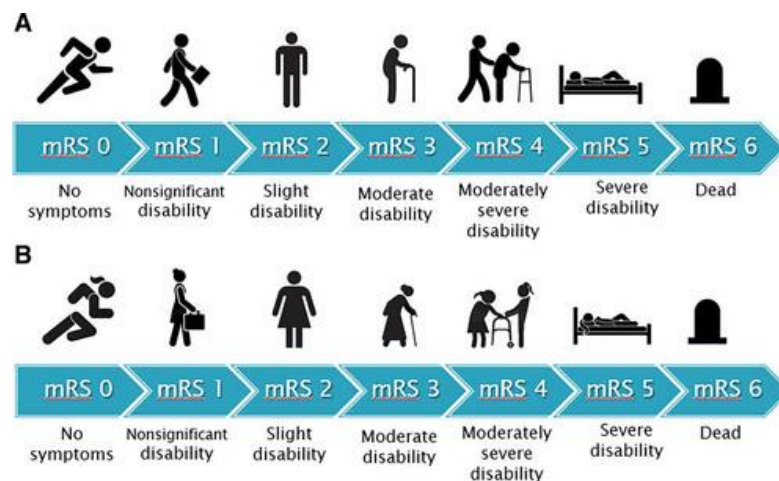 A
mRS 0 mRS 1 mRS 2 mRS 3 mRS 4 mRS 5 mRS 6
No symptoms
Nonsignificant disability
Slight disability
Moderate disability
Moderately severe disability
Severe disability
Dead
B
mRS 0 mRS 1 mRS 2 mRS 3 mRS 4 mRS 5 mRS 6
No symptoms
Nonsignificant disability
Slight disability
Moderate disability
Moderately severe disability
Severe disability
Dead